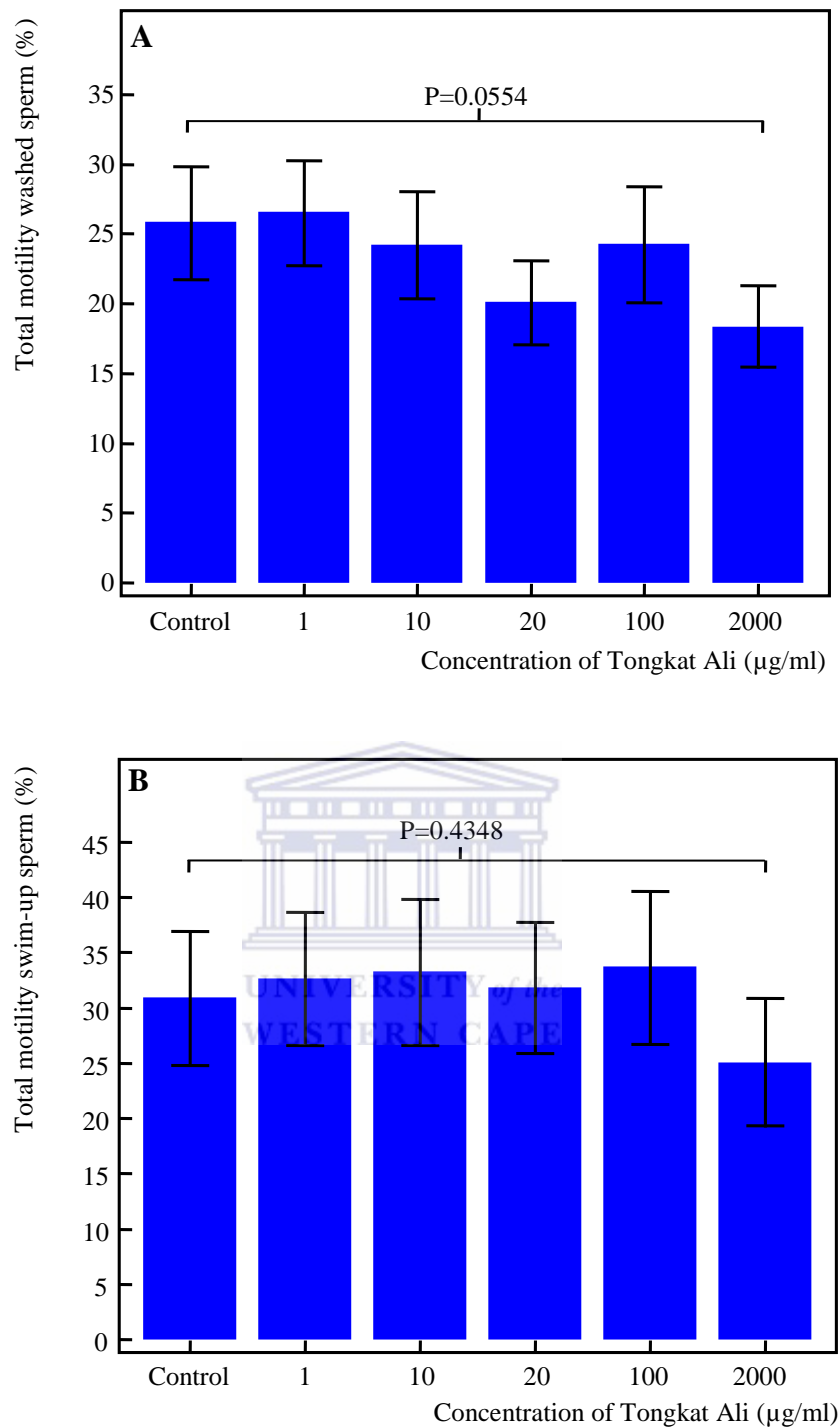 A
Total motility washed sperm (%)
P=0.0554
35
30
25
20
15
10
5
0
Control 1 10 20 100 2000
Concentration of Tongkat Ali (µg/ml)
B
Total motility swim-up sperm (%)
P=0.4348
45
40
35
30
25
20
15
10
5
0
UNIVERSITY of the
WESTERN CAPE
Control 1 10 20 100 2000
Concentration of Tongkat Ali (µg/ml)